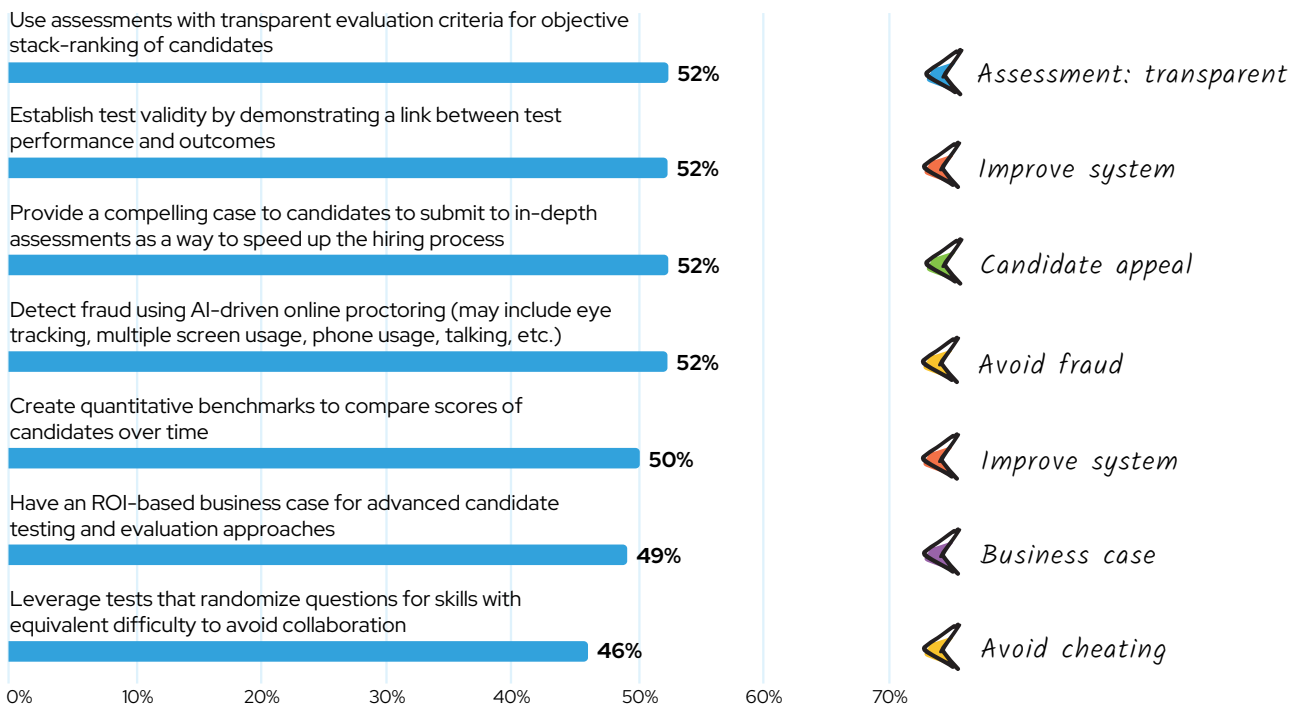 Use assessments with transparent evaluation criteria for objective
stack-ranking of candidates
52%
Assessment: transparent
Establish test validity by demonstrating a link between test
performance and outcomes
52%
Improve system
Provide a compelling case to candidates to submit to in-depth
assessments as a way to speed up the hiring process
52%
Candidate appeal
Detect fraud using AI-driven online proctoring (may include eye
tracking, multiple screen usage, phone usage, talking, etc.)
52%
Avoid fraud
Create quantitative benchmarks to compare scores of
candidates over time
50%
Improve system
Have an ROI-based business case for advanced candidate
testing and evaluation approaches
49%
Business case
Leverage tests that randomize questions for skills with
equivalent difficulty to avoid collaboration
46%
Avoid cheating
0% 10% 20% 30% 40% 50% 60% 70%